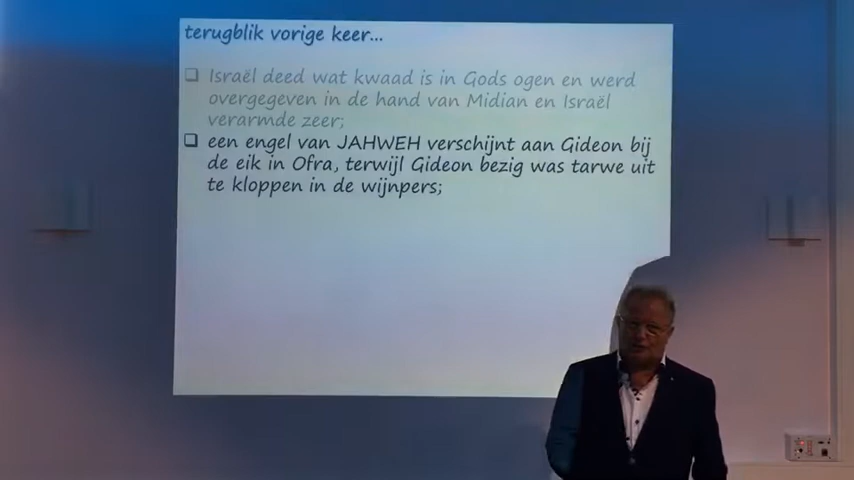 terugblik vorige keer...
Israël deed wat kwaad is in Gods ogen en werd
overgegeven in de hand van Midian en Israël
verarmde zeer;
een engel van JAHWEH verschijnt aan Gideon bij
de eik in Ofra, terwijl Gideon bezig was tarwe uit
te kloppen in de wijnpers;